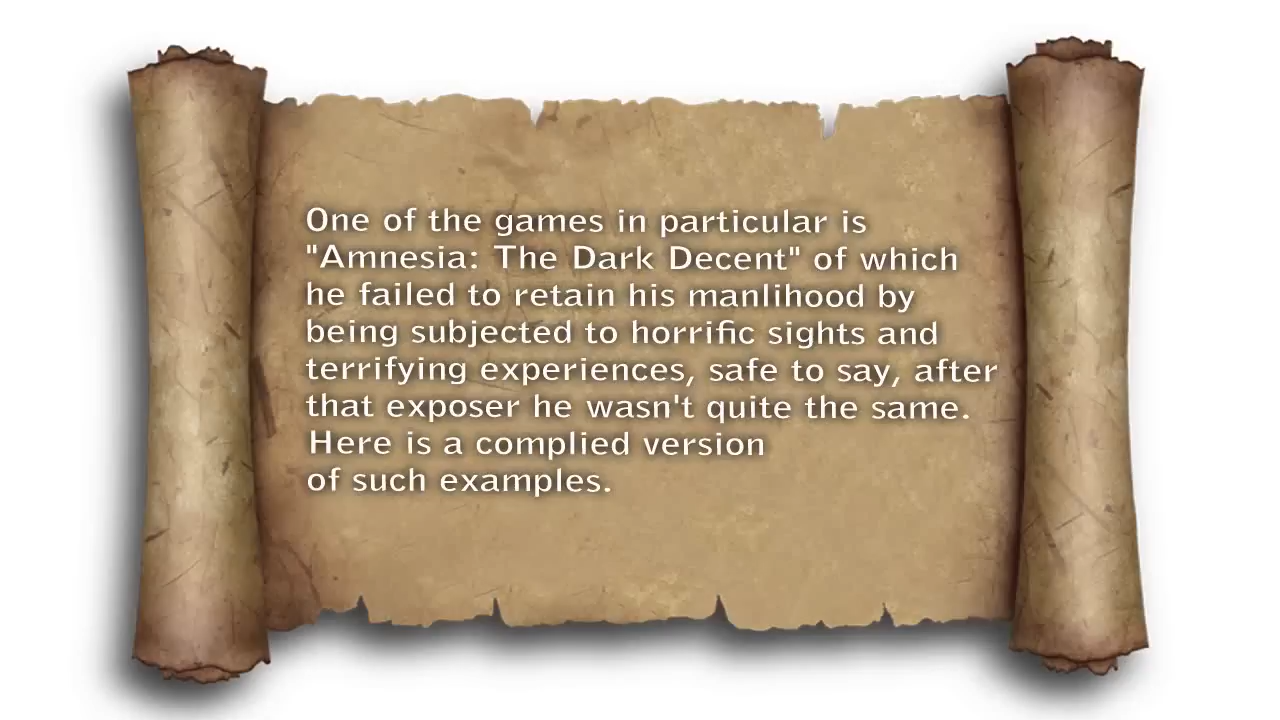 One of the games in particular is
"Amnesia: The Dark Decent" of which
he failed to retain his manlihood by
being subjected to horrific sights and
terrifying experiences, safe to say, after
that exposer he wasn't quite the same.
Here is a complied version
of such examples.